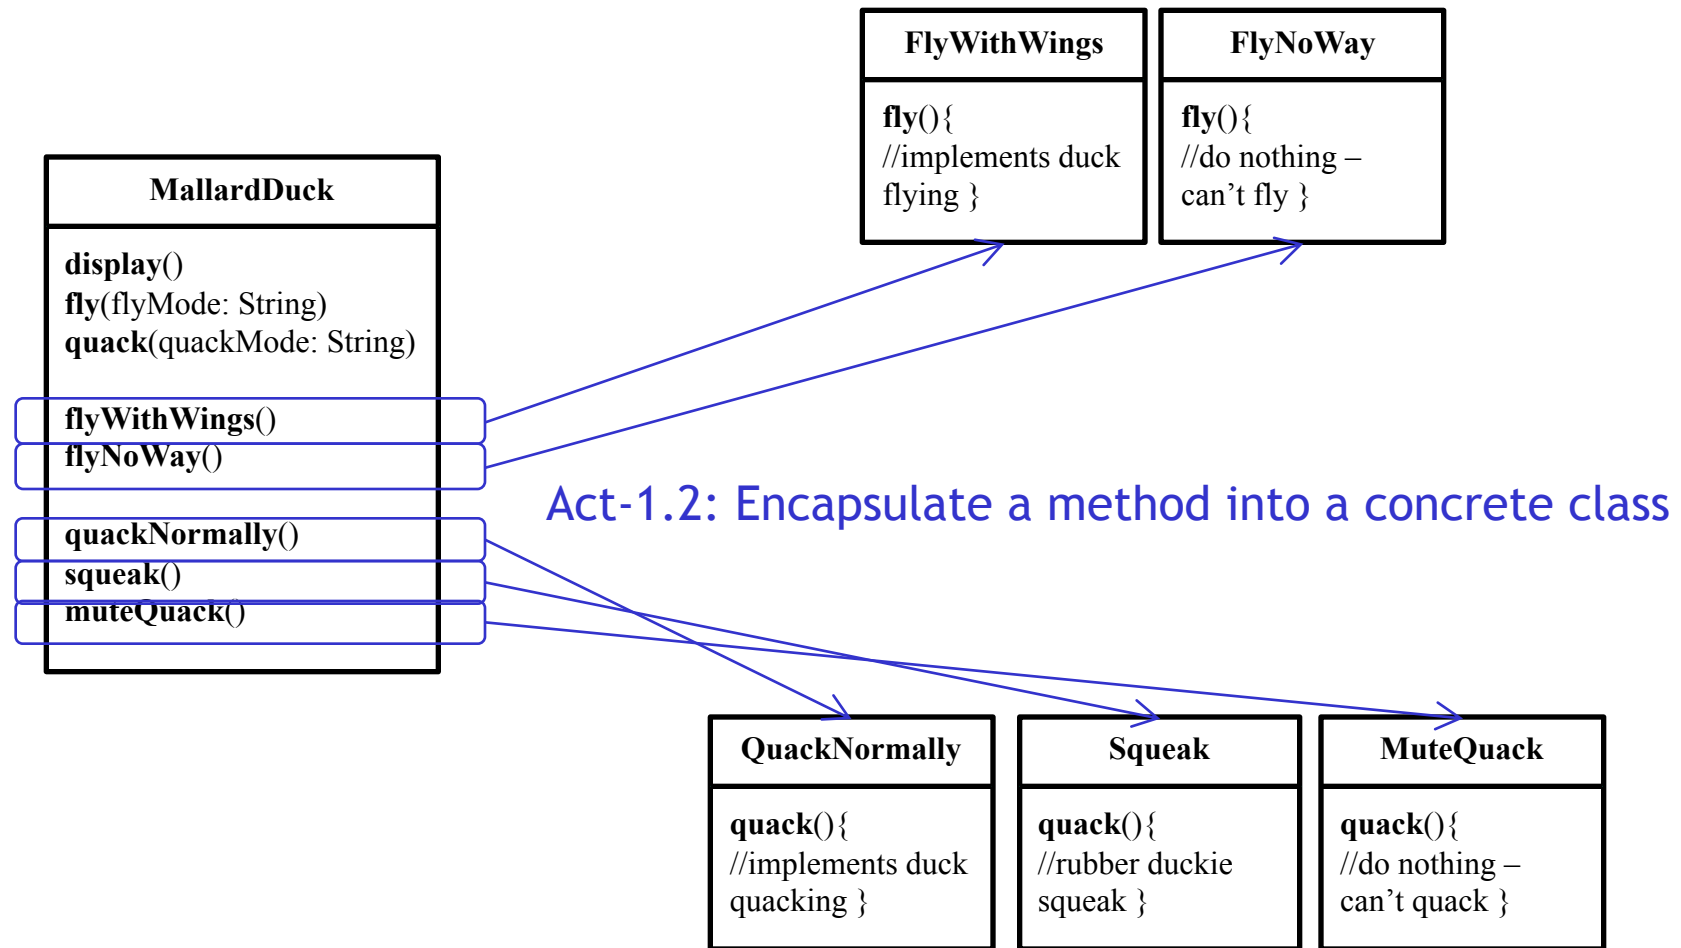 FlyWithWings
fly(){
//implements duck
flying }
FlyNoWay
fly(){
//do nothing –
can’t fly }
MallardDuck
display()
fly(flyMode: String)
quack(quackMode: String)
flyWithWings()
flyNoWay()
quackNormally()
squeak()
muteQuack()
Act-1.2: Encapsulate a method into a concrete class
QuackNormally
quack(){
//implements duck
quacking }
Squeak
quack(){
//rubber duckie
squeak }
MuteQuack
quack(){
//do nothing –
can’t quack }